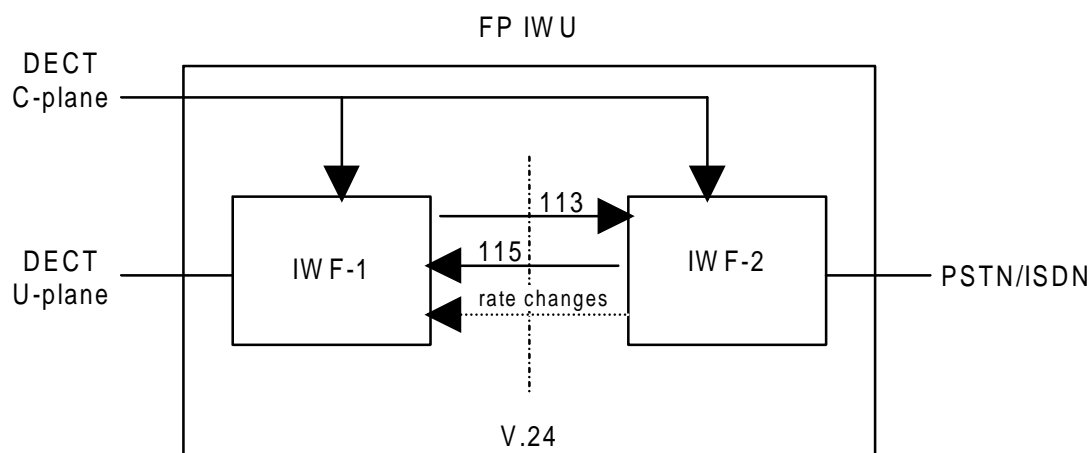 FP IWU
DECT
C-plane
113
115
IWF-1
IWF-2
DECT
U-plane
PSTN/ISDN
rate changes
V.24